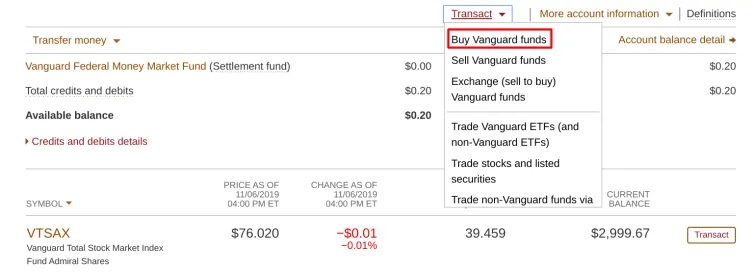 Transact
More account information
Definitions
Transfer money
Buy Vanguard funds
Account balance detail
Vanguard Federal Money Market Fund (Settlement fund)
$0.00
Sell Vanguard funds
$0.20
Total credits and debits
$0.20
Exchange (sell to buy)
Vanguard funds
$0.20
Available balance
$0.20
Trade Vanguard ETFs (and
non-Vanguard ETFs)
Credits and debits details
Trade stocks and listed
securities
Trade non-Vanguard funds via
SYMBOL
PRICE AS OF
11/06/2019
04:00 PM ET
CHANGE AS OF
11/06/2019
04:00 PM ET
CURRENT
BALANCE
VTSAX
$76.020
−$0.01
−0.01%
39.459
$2,999.67
Transact
Vanguard Total Stock Market Index
Fund Admiral Shares